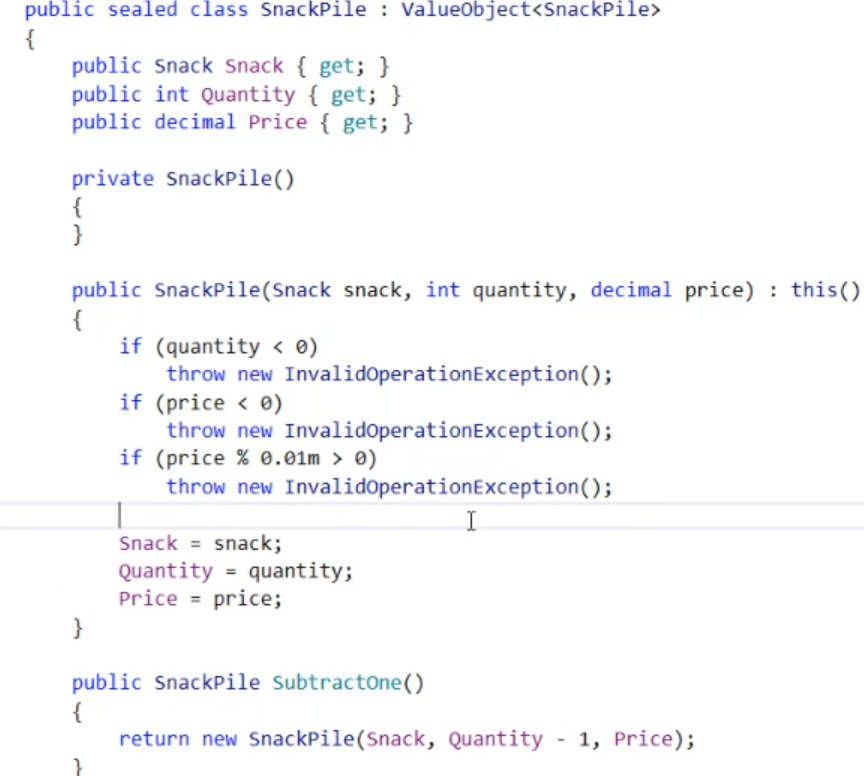 public sealed class SnackPile : ValueObject<SnackPile>
{
    public Snack Snack { get; }
    public int Quantity { get; }
    public decimal Price { get; }

    private SnackPile()
    {
    }

    public SnackPile(Snack snack, int quantity, decimal price) : this()
    {
        if (quantity < 0)
            throw new InvalidOperationException();
        if (price < 0)
            throw new InvalidOperationException();
        if (price % 0.01m > 0)
            throw new InvalidOperationException();

        Snack = snack;
        Quantity = quantity;
        Price = price;
    }

    public SnackPile SubtractOne()
    {
        return new SnackPile(Snack, Quantity - 1, Price);
    }